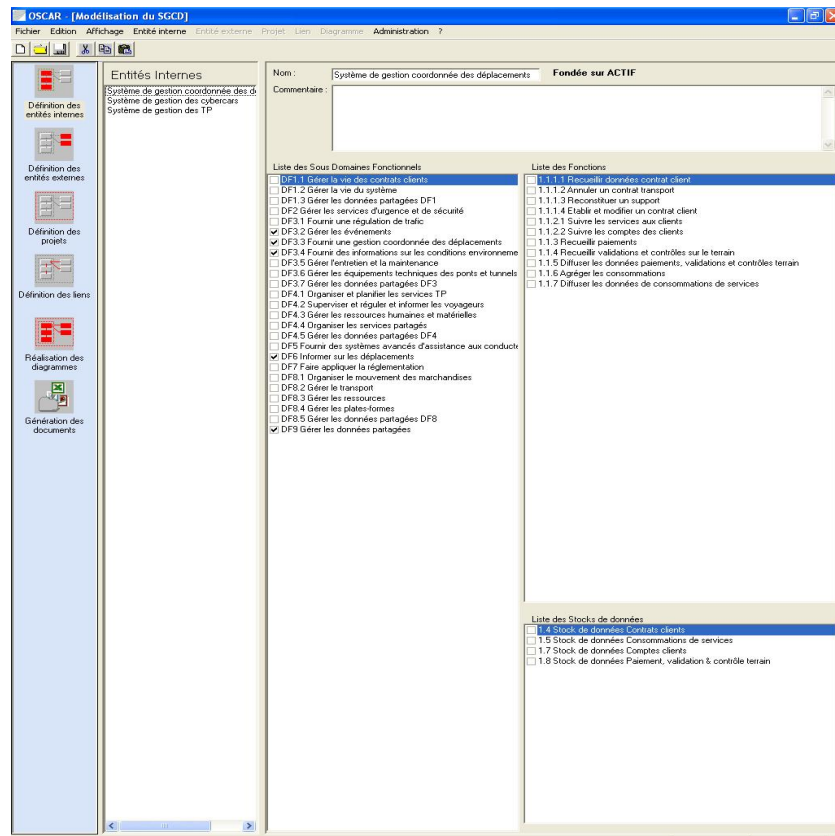 OSCAR - [Modélisation du SGCD]
Fichier Edition Affichage Entité interne Entité externe Projet Lien Diagramme Administration ?
Définition des
entités internes
Définition des
entités externes
Définition des
projets
Définition des liens
Réalisation des
diagrammes
Génération des
documents
Entités Internes
Système de gestion coordonnée des d
Système de gestion des cybercars
Système de gestion des TP
Nom : Système de gestion coordonnée des déplacements Fondée sur ACTIF
Commentaire :
Liste des Sous Domaines Fonctionnels
DF1.1 Gérer la vie des contrats clients
DF1.2 Gérer la vie du système
DF1.3 Gérer les données partagées DF1
DF2 Gérer les services d'urgence et de sécurité
DF3.1 Fournir une régulation de trafic
DF3.2 Gérer les événements
DF3.3 Fournir une gestion coordonnée des déplacements
DF3.4 Fournir des informations sur les conditions environneme
DF3.5 Gérer l'entretien et la maintenance
DF3.6 Gérer les équipements techniques des ponts et tunnels
DF3.7 Gérer les données partagées DF3
DF4.1 Organiser et planifier les services TP
DF4.2 Superviser et réguler et informer les voyageurs
DF4.3 Gérer les ressources humaines et matérielles
DF4.4 Organiser les services partagés
DF4.5 Gérer les données partagées DF4
DF5 Fournir des systèmes avancés d'assistance aux conducte
DF6 Informer sur les déplacements
DF7 Faire appliquer la réglementation
DF8.1 Organiser le mouvement des marchandises
DF8.2 Gérer le transport
DF8.3 Gérer les ressources
DF8.4 Gérer les plates-formes
DF8.5 Gérer les données partagées DF8
DF9 Gérer les données partagées
Liste des Fonctions
1.1.1.1 Recueillir données contrat client
1.1.1.2 Annuler un contrat transport
1.1.1.3 Reconstituer un support
1.1.1.4 Etablir et modifier un contrat client
1.1.2.1 Suivre les services aux clients
1.1.2.2 Suivre les comptes des clients
1.1.3 Recueillir paiements
1.1.4 Recueillir validations et contrôles sur le terrain
1.1.5 Diffuser les données paiements, validations et contrôles terrain
1.1.6 Agréger les consommations
1.1.7 Diffuser les données de consommations de services
Liste des Stocks de données
1.4 Stock de données Contrats clients
1.5 Stock de données Consommations de services
1.7 Stock de données Comptes clients
1.8 Stock de données Paiement, validation & contrôle terrain